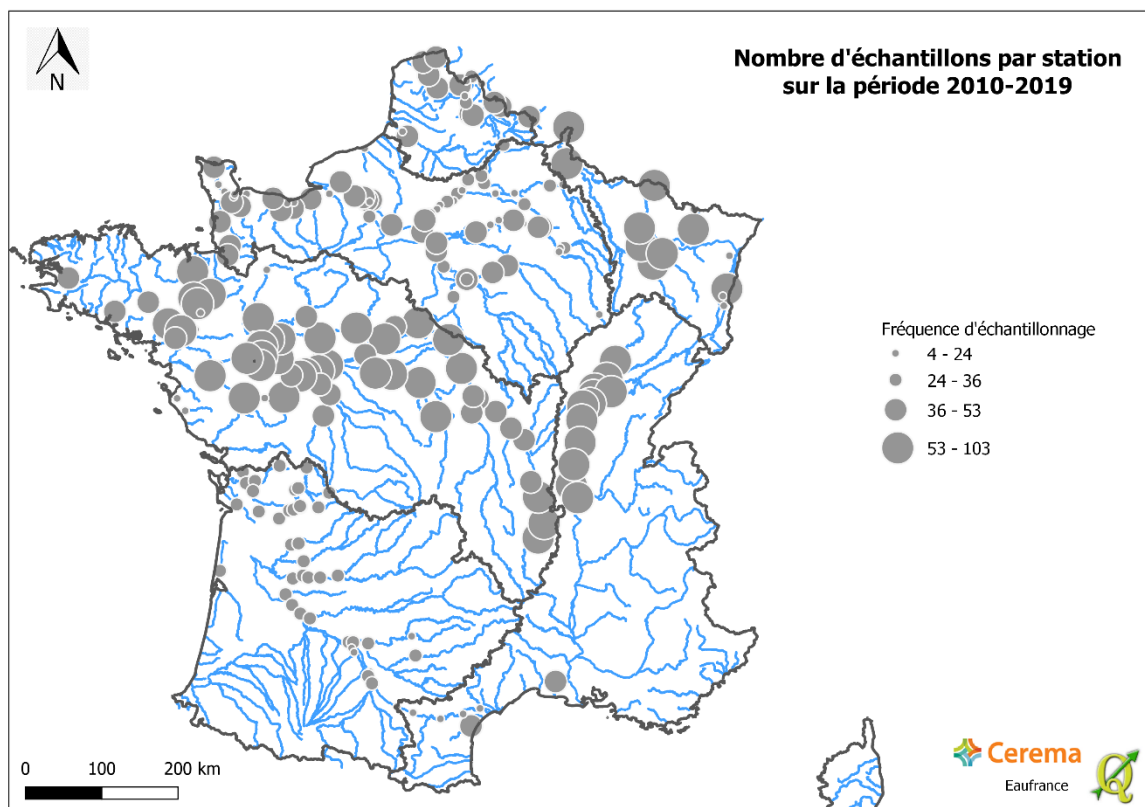 N
Nombre d'échantillons par station
sur la période 2010-2019
Fréquence d'échantillonnage
4 - 24
24 - 36
36 - 53
53 - 103
0 100 200 km
Cerema
Eaufrance